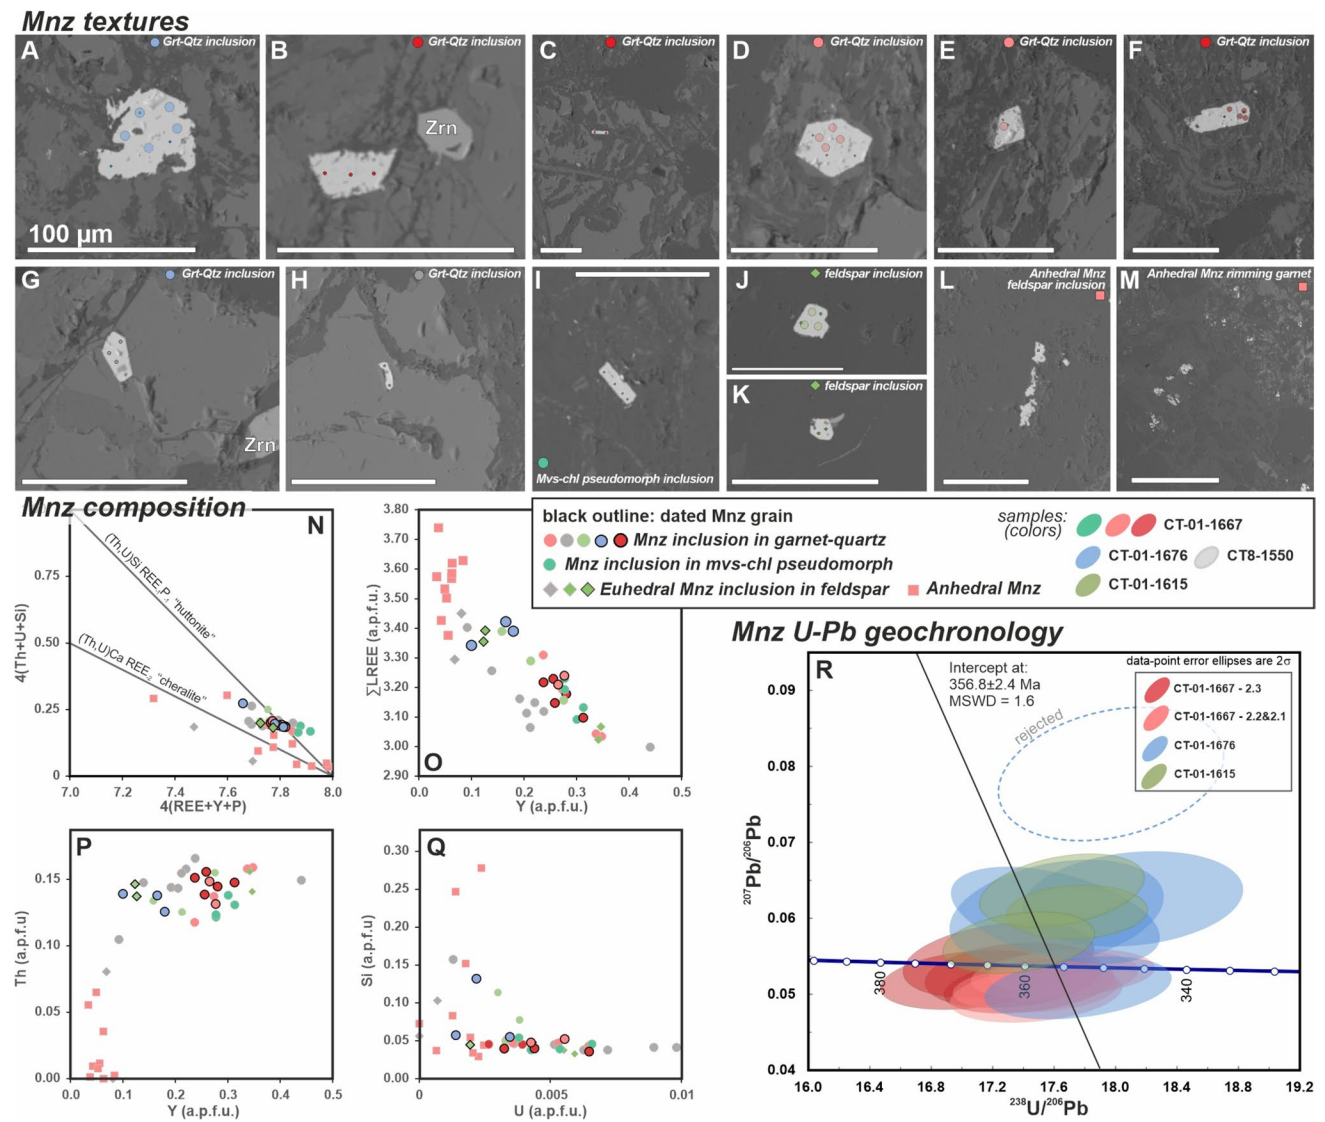 Mnz textures
A
Grt-Qtz inclusion
100 µm
B
Grt-Qtz inclusion
Zrn
C
Grt-Qtz inclusion
D
Grt-Qtz inclusion
E
Grt-Qtz inclusion
F
Grt-Qtz inclusion
G
Grt-Qtz inclusion
Zrn
H
Grt-Qtz inclusion
I
Mvs-chl pseudomorph inclusion
J
feldspar inclusion
K
feldspar inclusion
L
Anhedral Mnz
feldspar inclusion
M
Anhedral Mnz rimming garnet
Mnz composition
N
(Th,U)Si REE₋₁P₋₁ "huttonite"
(Th,U)Ca REE₋₂ "cheralite"
4(Th+U+Si)
0.75
0.50
0.25
0
7.0 7.2 7.4 7.6 7.8 8.0
4(REE+Y+P)
O
∑LREE (a.p.f.u.)
3.80
3.70
3.60
3.50
3.40
3.30
3.20
3.10
3.00
2.90
0.0 0.1 0.2 0.3 0.4 0.5
Y (a.p.f.u.)
black outline: dated Mnz grain
Mnz inclusion in garnet-quartz
Mnz inclusion in mvs-chl pseudomorph
Euhedral Mnz inclusion in feldspar
Anhedral Mnz
samples:
(colors)
CT-01-1667
CT-01-1676
CT8-1550
CT-01-1615
P
Th (a.p.f.u)
0.15
0.10
0.05
0.00
0.0 0.1 0.2 0.3 0.4 0.5
Y (a.p.f.u.)
Q
Si (a.p.f.u)
0.30
0.25
0.20
0.15
0.10
0.05
0.00
0 0.005 0.01
U (a.p.f.u.)
Mnz U-Pb geochronology
R
Intercept at:
356.8±2.4 Ma
MSWD = 1.6
data-point error ellipses are 2σ
CT-01-1667 - 2.3
CT-01-1667 - 2.2&2.1
CT-01-1676
CT-01-1615
rejected
380
360
340
²⁰⁷Pb/²⁰⁶Pb
0.09
0.08
0.07
0.06
0.05
0.04
16.0 16.4 16.8 17.2 17.6 18.0 18.4 18.8 19.2
²³⁸U/²⁰⁶Pb